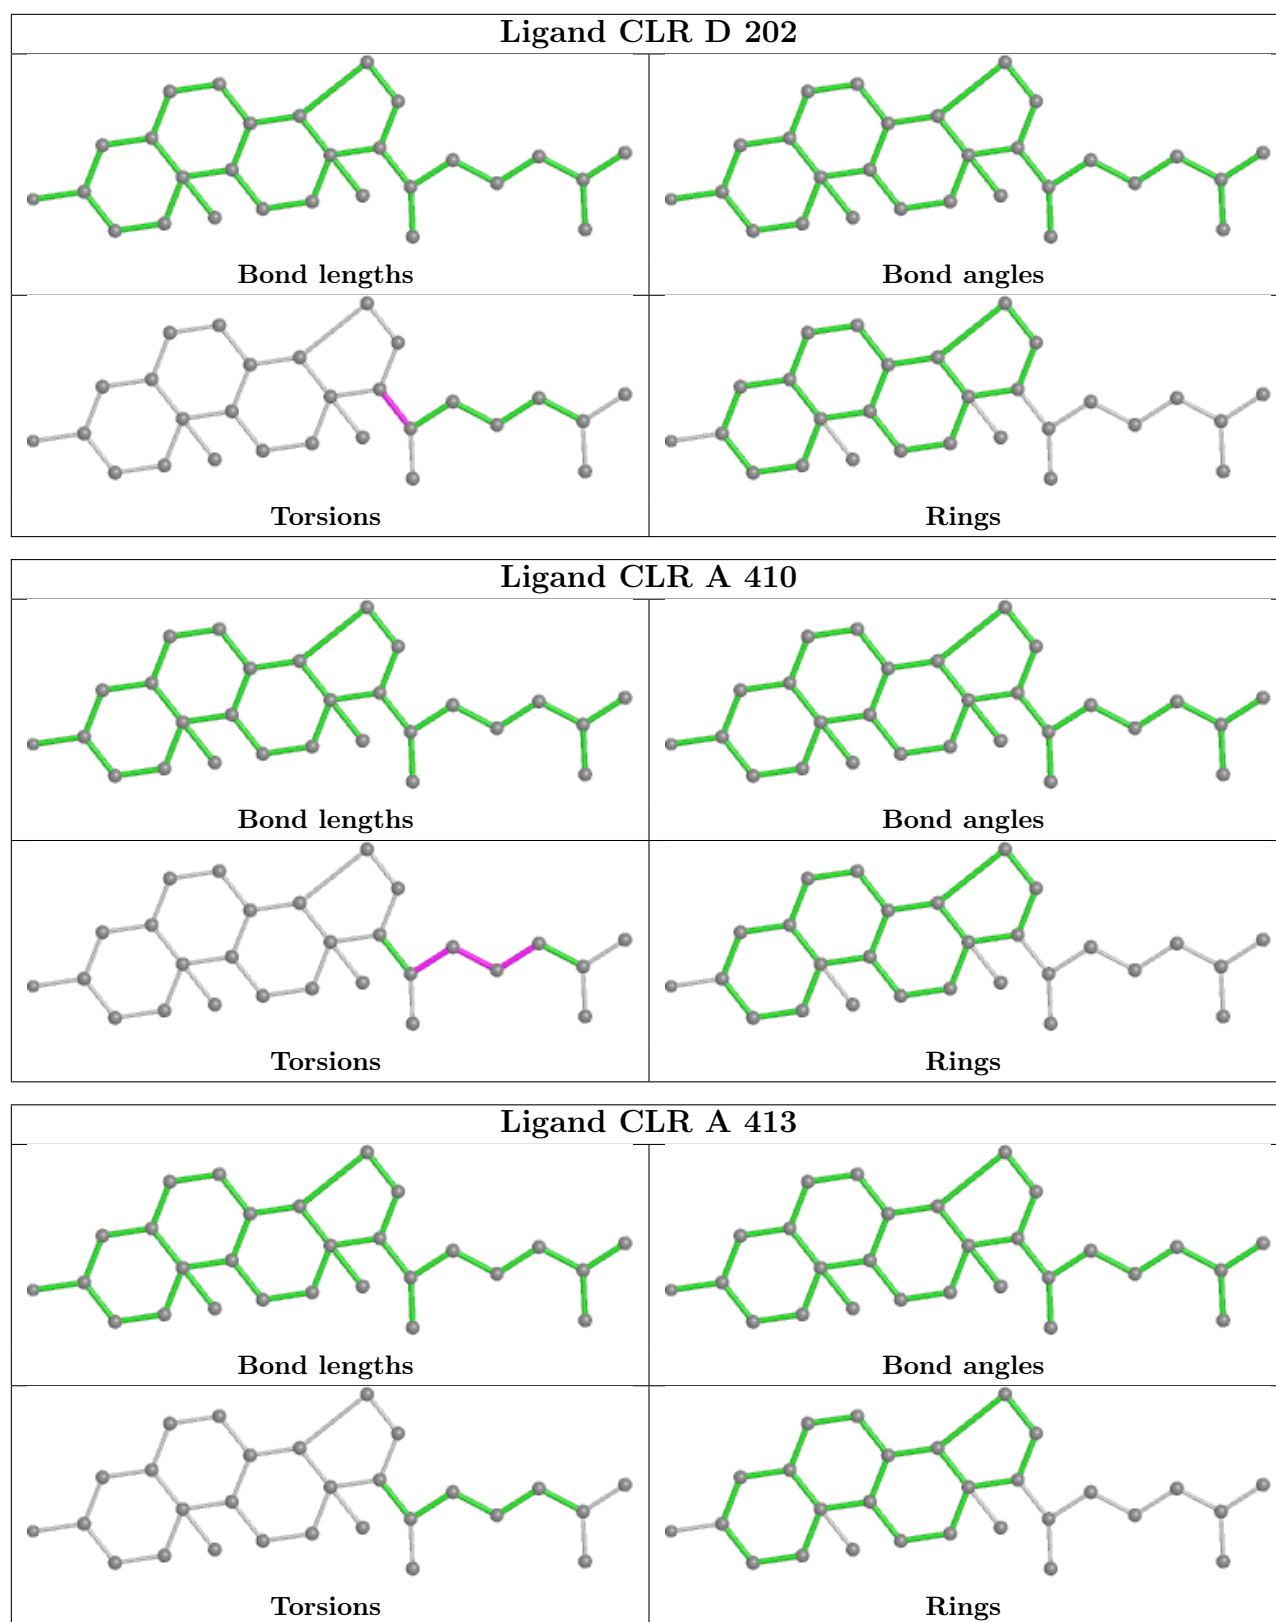 Ligand CLR D 202
Bond lengths
Bond angles
Torsions
Rings
Ligand CLR A 410
Bond lengths
Bond angles
Torsions
Rings
Ligand CLR A 413
Bond lengths
Bond angles
Torsions
Rings